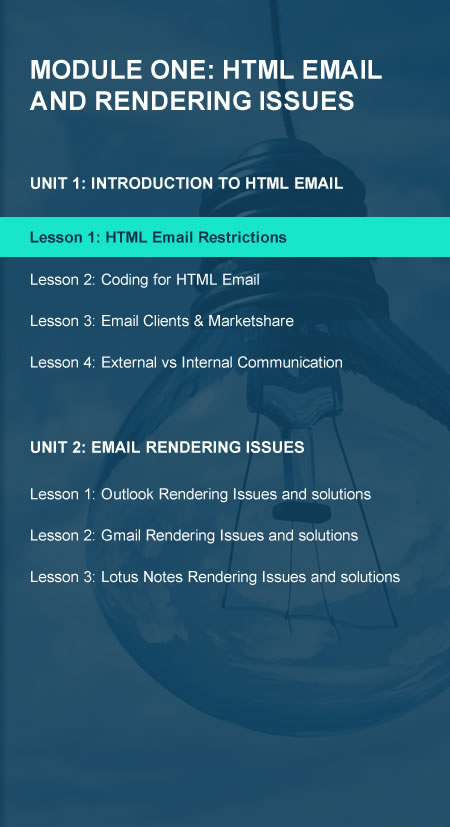 MODULE ONE: HTML EMAIL
AND RENDERING ISSUES
UNIT 1: INTRODUCTION TO HTML EMAIL
Lesson 1: HTML Email Restrictions
Lesson 2: Coding for HTML Email
Lesson 3: Email Clients & Marketshare
Lesson 4: External vs Internal Communication
UNIT 2: EMAIL RENDERING ISSUES
Lesson 1: Outlook Rendering Issues and solutions
Lesson 2: Gmail Rendering Issues and solutions
Lesson 3: Lotus Notes Rendering Issues and solutions